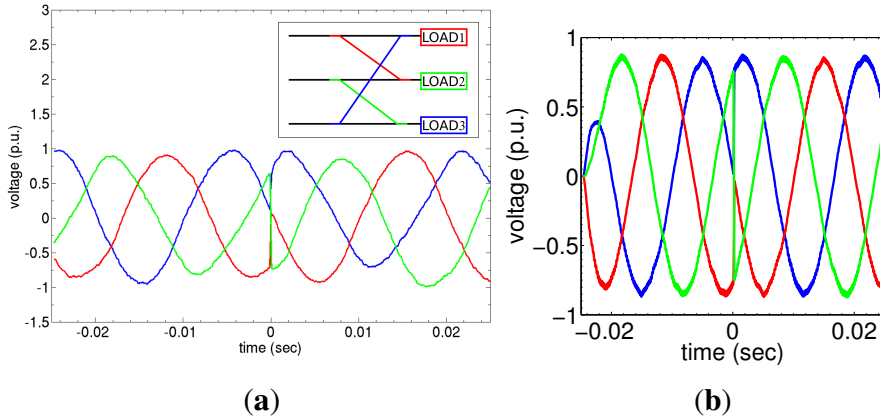 3
2.5
2
1.5
1
0.5
0
-0.5
-1
-1.5
voltage (p.u.)
-0.02
-0.01
0
0.01
0.02
time (sec)
LOAD1
LOAD2
LOAD3
(a)
1
0.5
0
−0.5
−1
voltage (p.u.)
−0.02
0
0.02
time (sec)
(b)